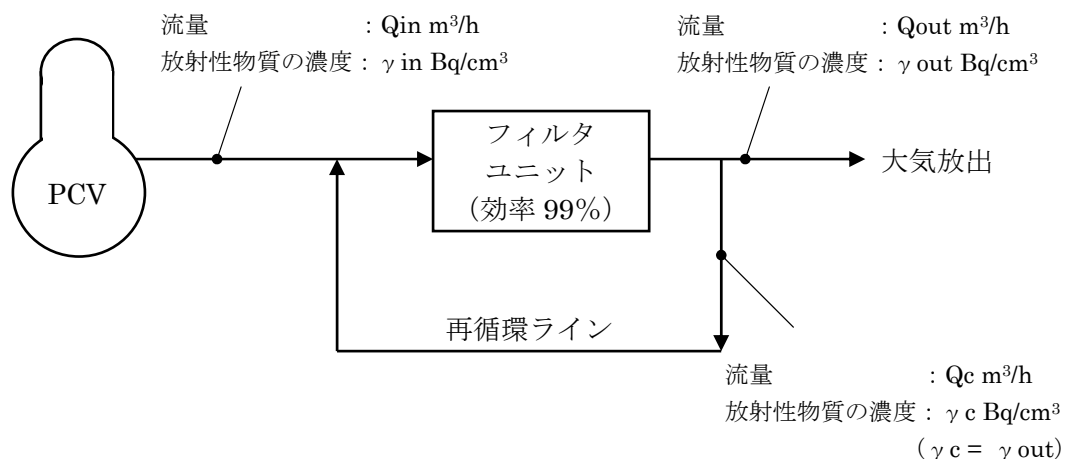 流量 : Qin m³/h
放射性物質の濃度 : γ in Bq/cm³
流量 : Qout m³/h
放射性物質の濃度 : γ out Bq/cm³
PCV
フィルタ
ユニット
(効率 99%)
大気放出
再循環ライン
流量 : Qc m³/h
放射性物質の濃度 : γ c Bq/cm³
(γ c = γ out)